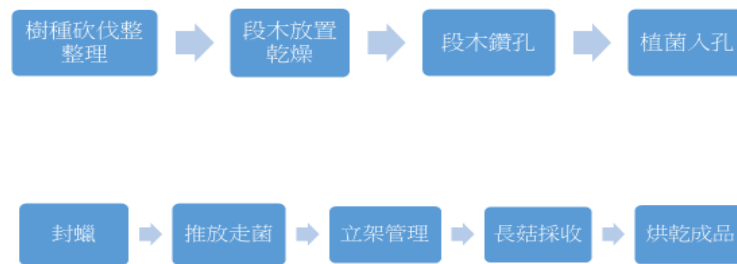 樹種砍伐整
整理
段木放置
乾燥
段木鑽孔
植菌入孔
封蠟
推放走菌
立架管理
長菇採收
烘乾成品